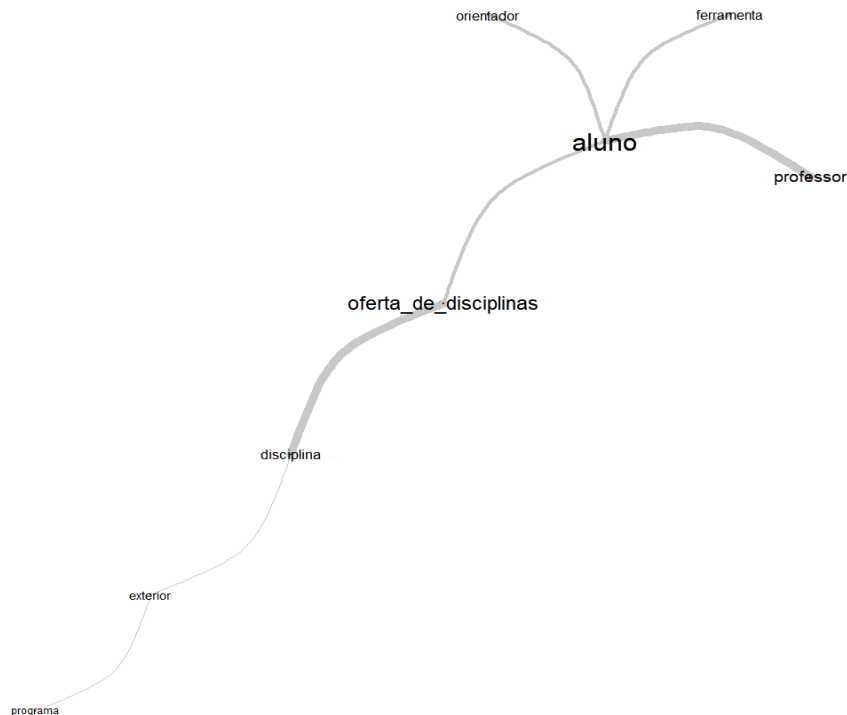 orientador
ferramenta
aluno
professor
oferta_de_disciplinas
disciplina
exterior
programa